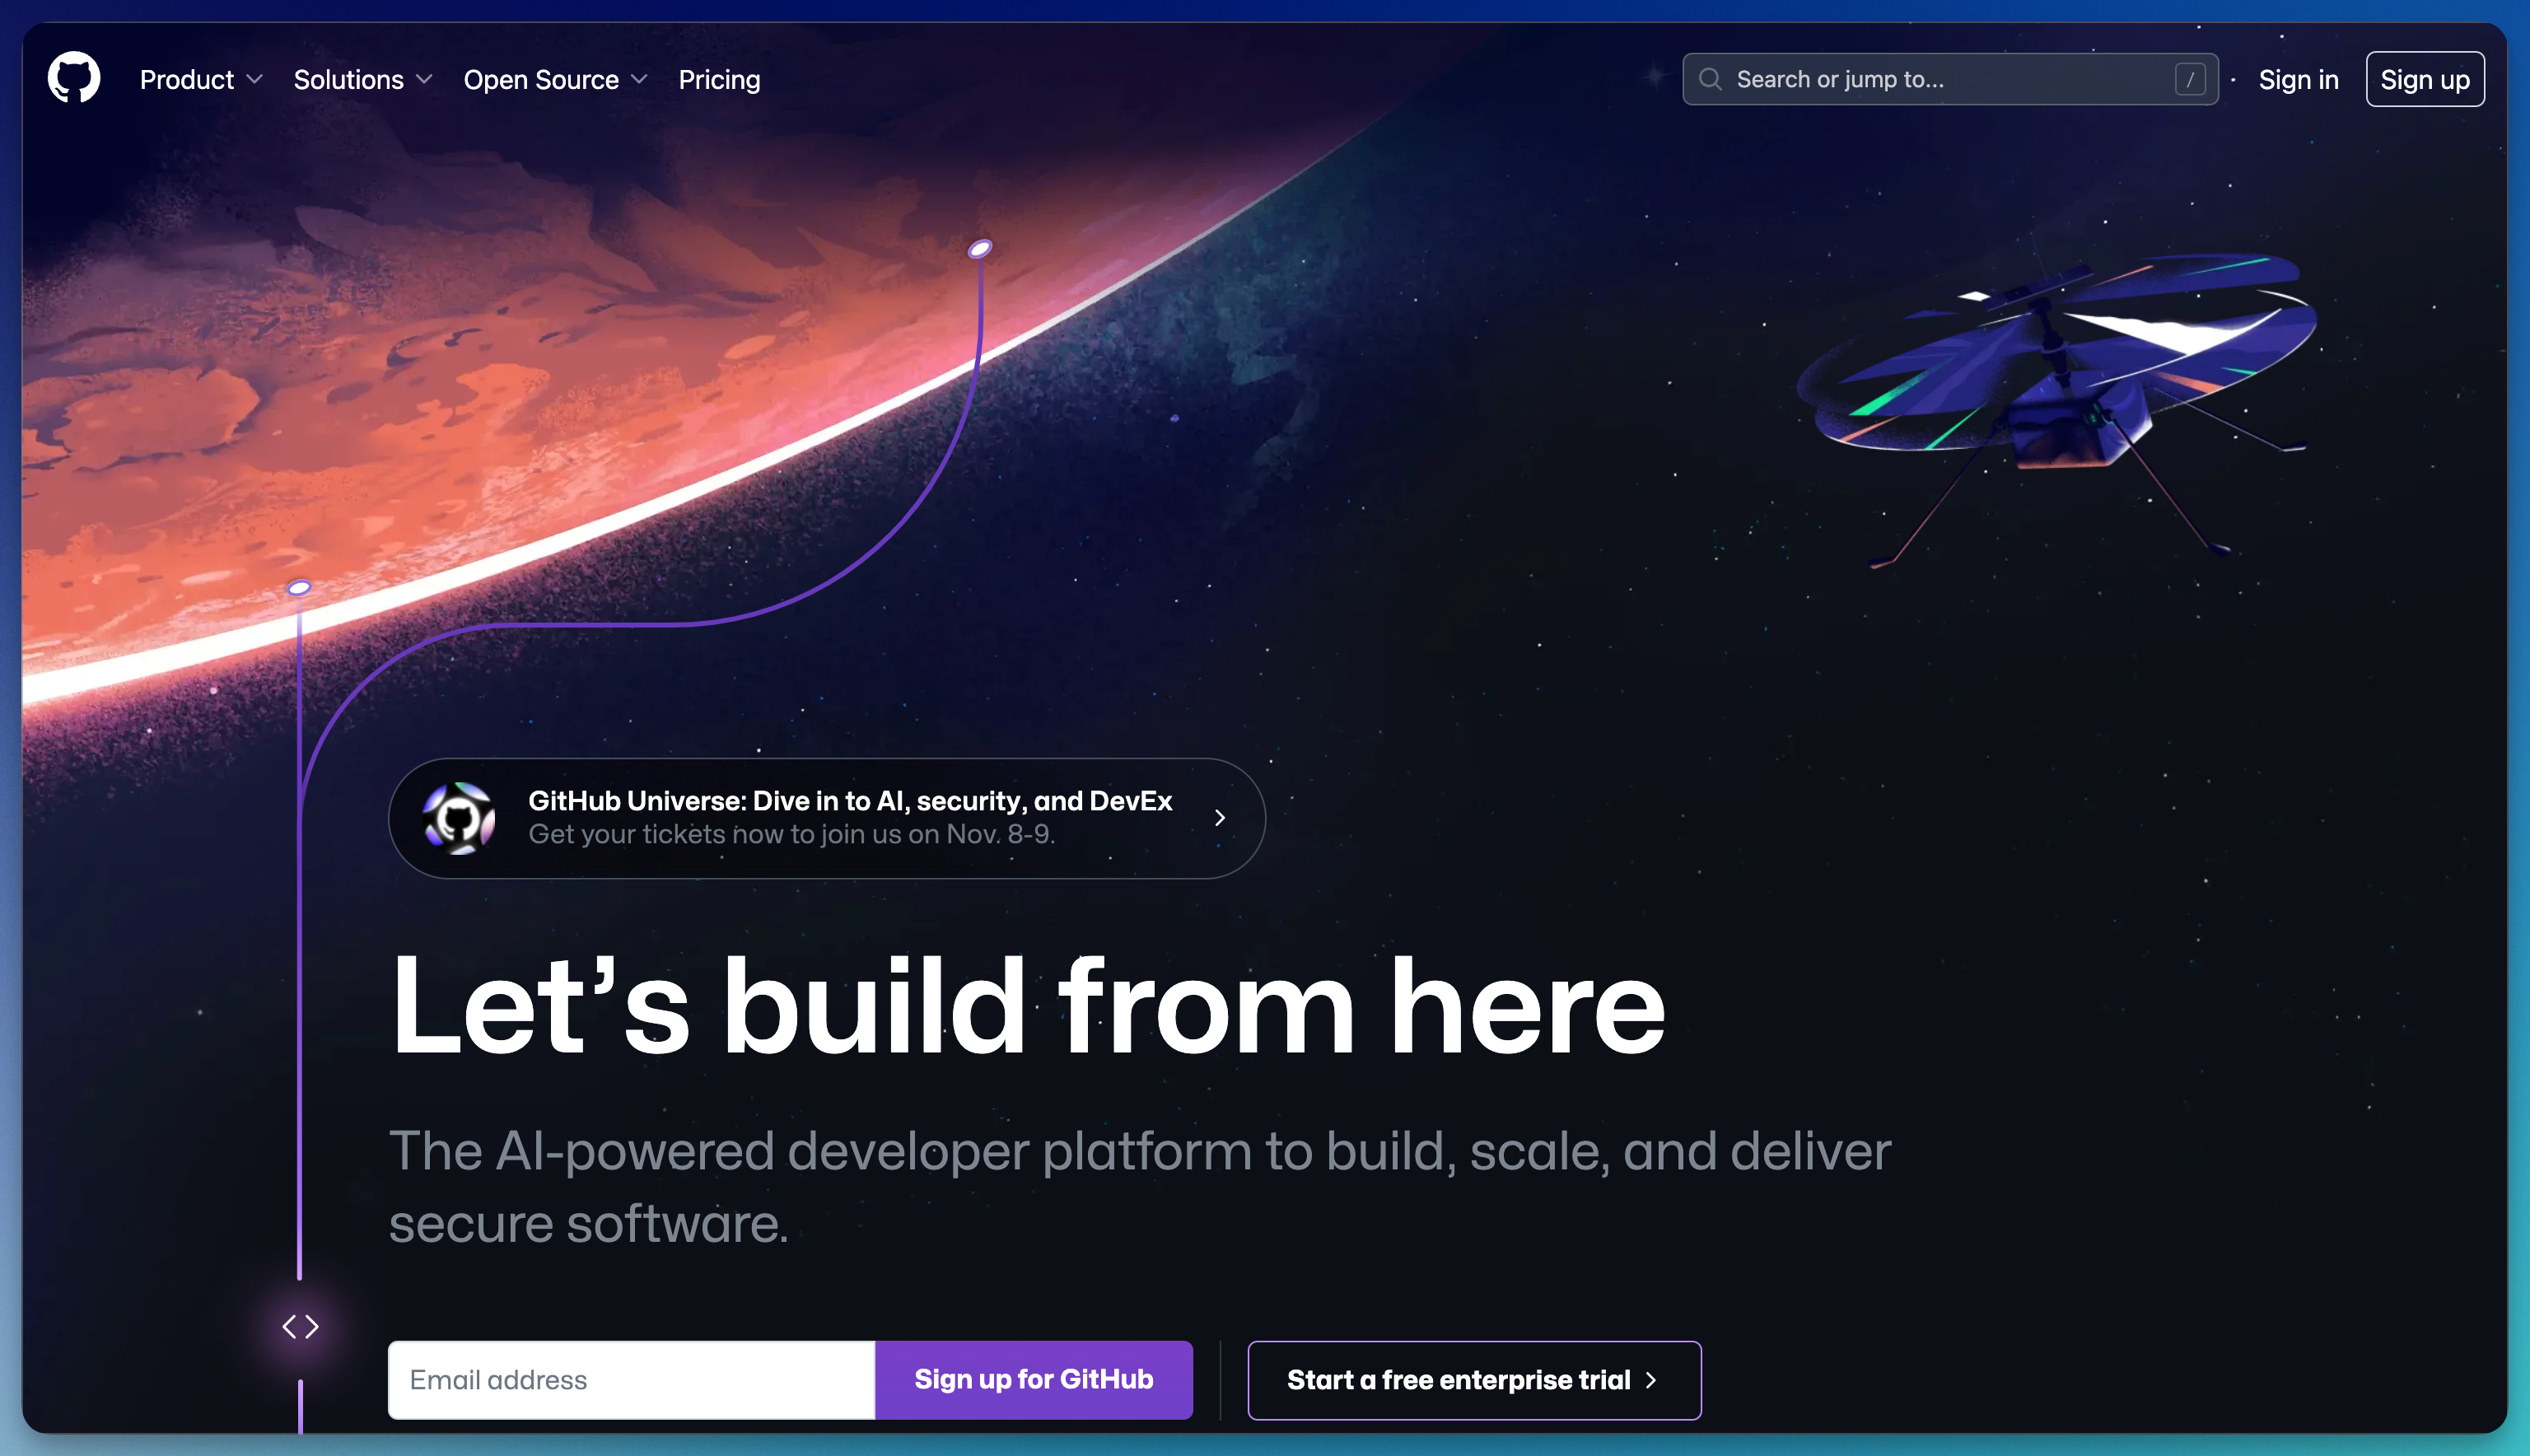 Product
Solutions
Open Source
Pricing
Search or jump to...
/
Sign in
Sign up
GitHub Universe: Dive in to AI, security, and DevEx
Get your tickets now to join us on Nov. 8-9.
Let’s build from here
The AI-powered developer platform to build, scale, and deliver
secure software.
Email address
Sign up for GitHub
Start a free enterprise trial